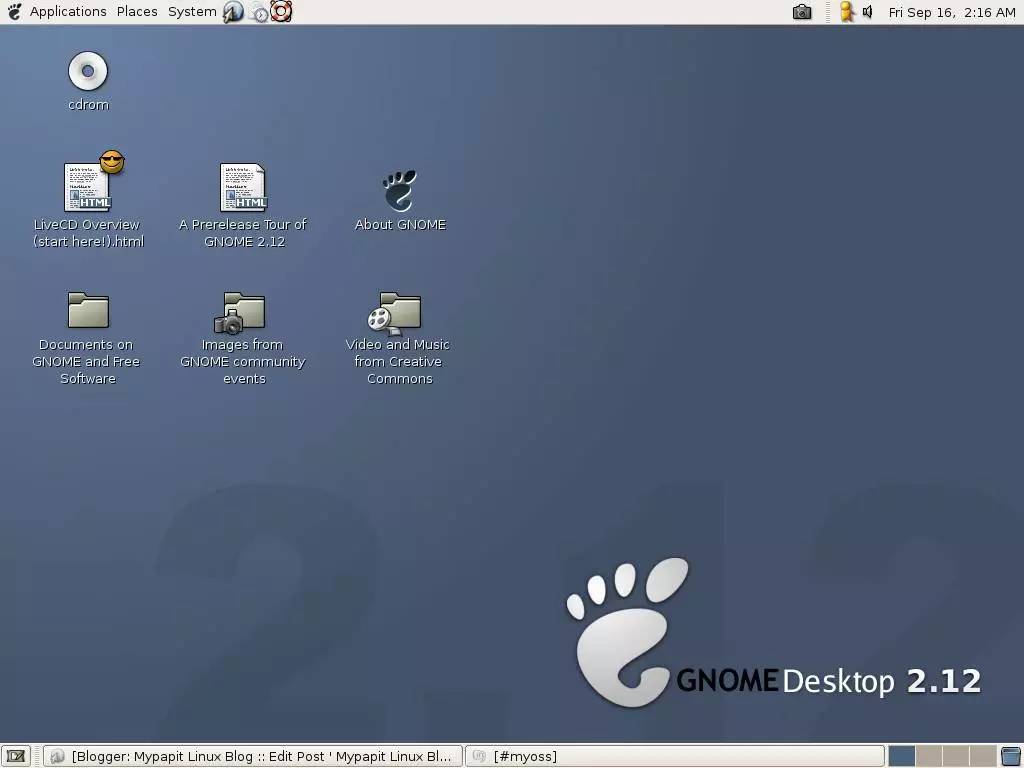 Applications Places System Fri Sep 16, 2:16 AM
cdrom
HTML
LiveCD Overview
(start here!).html
HTML
A Prerelease Tour of
GNOME 2.12
About GNOME
Documents on
GNOME and Free
Software
Images from
GNOME community
events
Video and Music
from Creative
Commons
2.12
GNOME Desktop 2.12
[Blogger: Mypapit Linux Blog :: Edit Post ' Mypapit Linux Bl...
[#myoss]